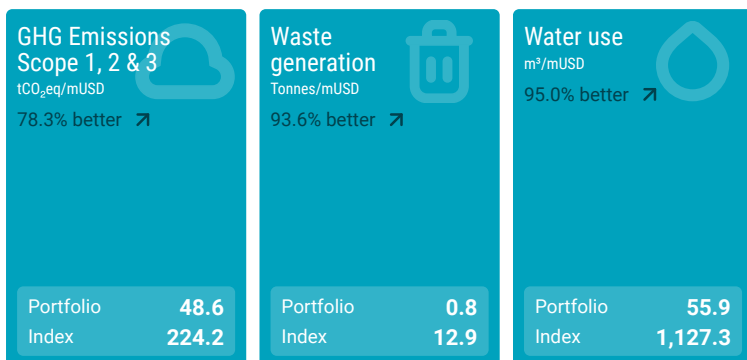 GHG Emissions
Scope 1, 2 & 3
tCO₂eq/mUSD
78.3% better
Portfolio 48.6
Index 224.2
Waste
generation
Tonnes/mUSD
93.6% better
Portfolio 0.8
Index 12.9
Water use
m³/mUSD
95.0% better
Portfolio 55.9
Index 1,127.3